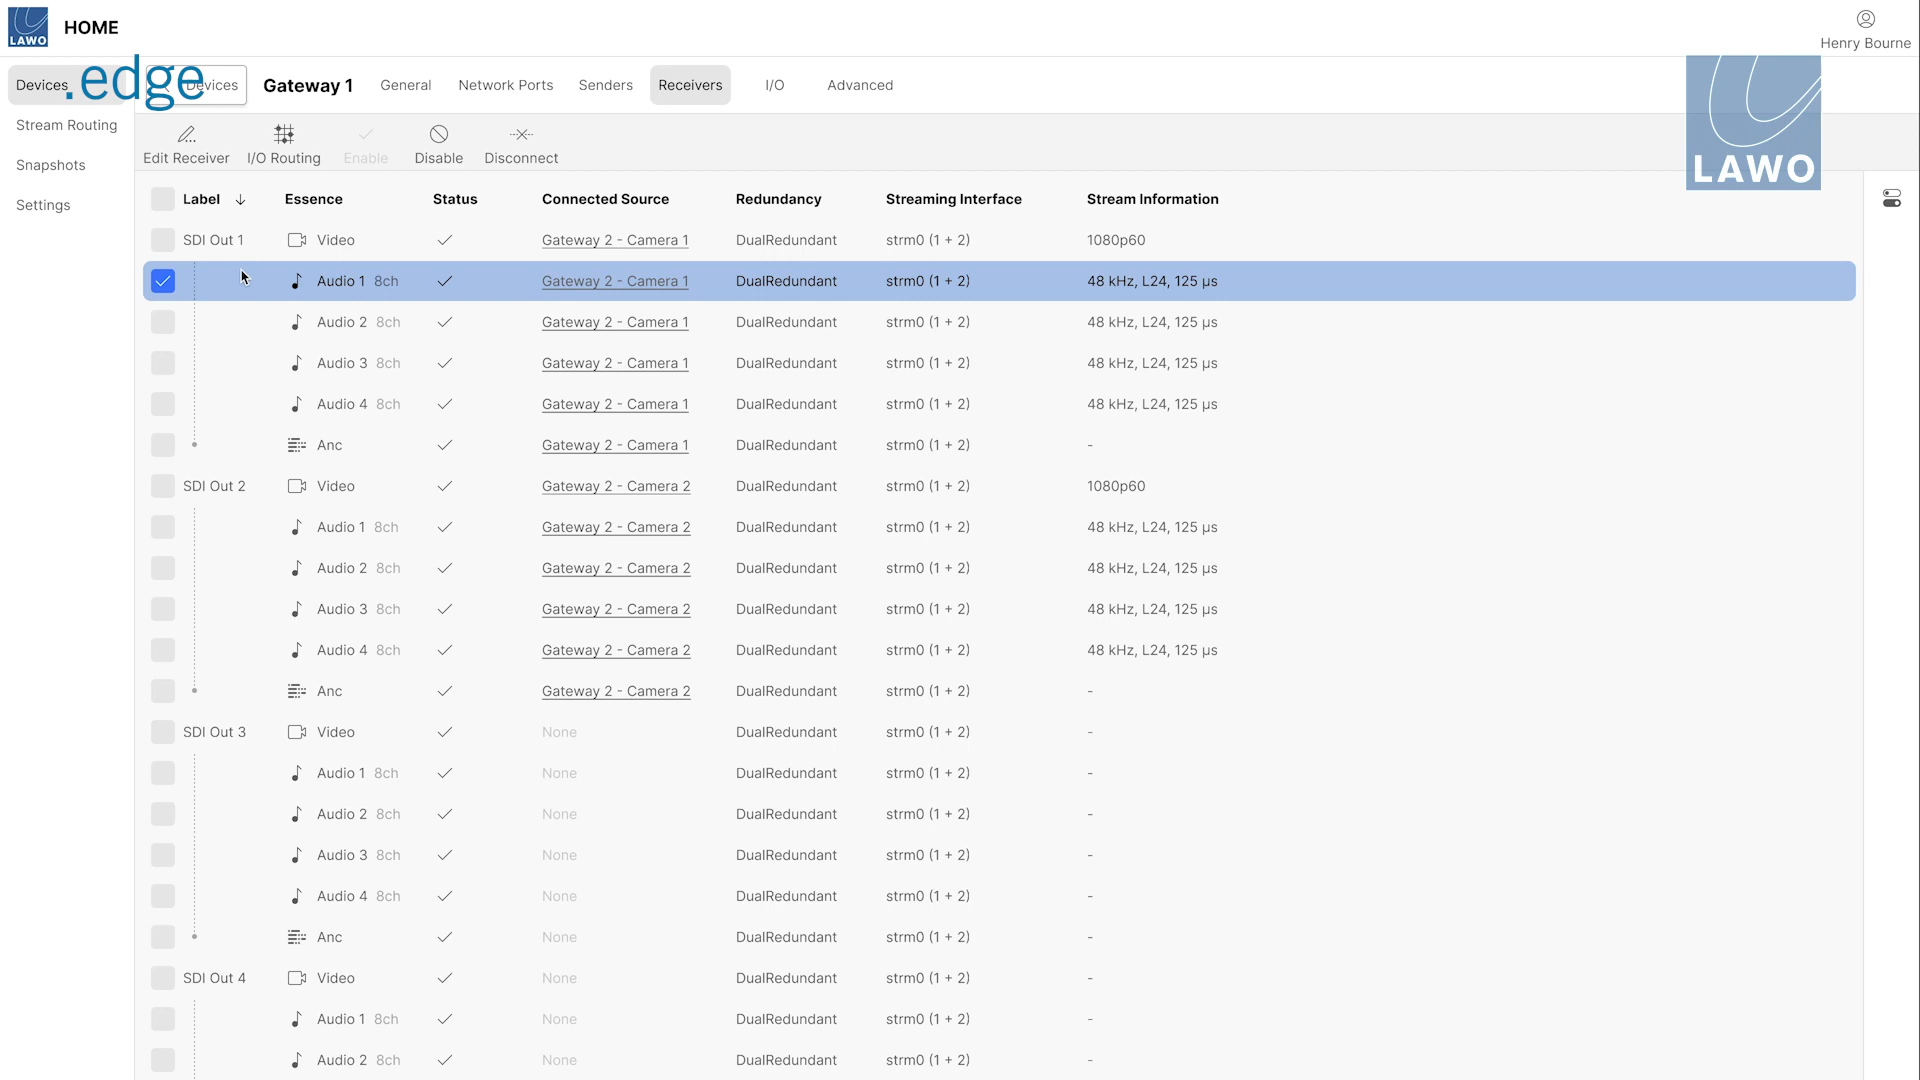 LAWO HOME
Henry Bourne
Devices .edge Devices Gateway 1 General Network Ports Senders Receivers I/O Advanced
LAWO
Stream Routing
Snapshots
Settings
Edit Receiver I/O Routing Enable Disable Disconnect
Label Essence Status Connected Source Redundancy Streaming Interface Stream Information
SDI Out 1 Video Gateway 2 - Camera 1 DualRedundant strm0 (1 + 2) 1080p60
Audio 1 8ch Gateway 2 - Camera 1 DualRedundant strm0 (1 + 2) 48 kHz, L24, 125 µs
Audio 2 8ch Gateway 2 - Camera 1 DualRedundant strm0 (1 + 2) 48 kHz, L24, 125 µs
Audio 3 8ch Gateway 2 - Camera 1 DualRedundant strm0 (1 + 2) 48 kHz, L24, 125 µs
Audio 4 8ch Gateway 2 - Camera 1 DualRedundant strm0 (1 + 2) 48 kHz, L24, 125 µs
Anc Gateway 2 - Camera 1 DualRedundant strm0 (1 + 2) -
SDI Out 2 Video Gateway 2 - Camera 2 DualRedundant strm0 (1 + 2) 1080p60
Audio 1 8ch Gateway 2 - Camera 2 DualRedundant strm0 (1 + 2) 48 kHz, L24, 125 µs
Audio 2 8ch Gateway 2 - Camera 2 DualRedundant strm0 (1 + 2) 48 kHz, L24, 125 µs
Audio 3 8ch Gateway 2 - Camera 2 DualRedundant strm0 (1 + 2) 48 kHz, L24, 125 µs
Audio 4 8ch Gateway 2 - Camera 2 DualRedundant strm0 (1 + 2) 48 kHz, L24, 125 µs
Anc Gateway 2 - Camera 2 DualRedundant strm0 (1 + 2) -
SDI Out 3 Video None DualRedundant strm0 (1 + 2) -
Audio 1 8ch None DualRedundant strm0 (1 + 2) -
Audio 2 8ch None DualRedundant strm0 (1 + 2) -
Audio 3 8ch None DualRedundant strm0 (1 + 2) -
Audio 4 8ch None DualRedundant strm0 (1 + 2) -
Anc None DualRedundant strm0 (1 + 2) -
SDI Out 4 Video None DualRedundant strm0 (1 + 2) -
Audio 1 8ch None DualRedundant strm0 (1 + 2) -
Audio 2 8ch None DualRedundant strm0 (1 + 2) -